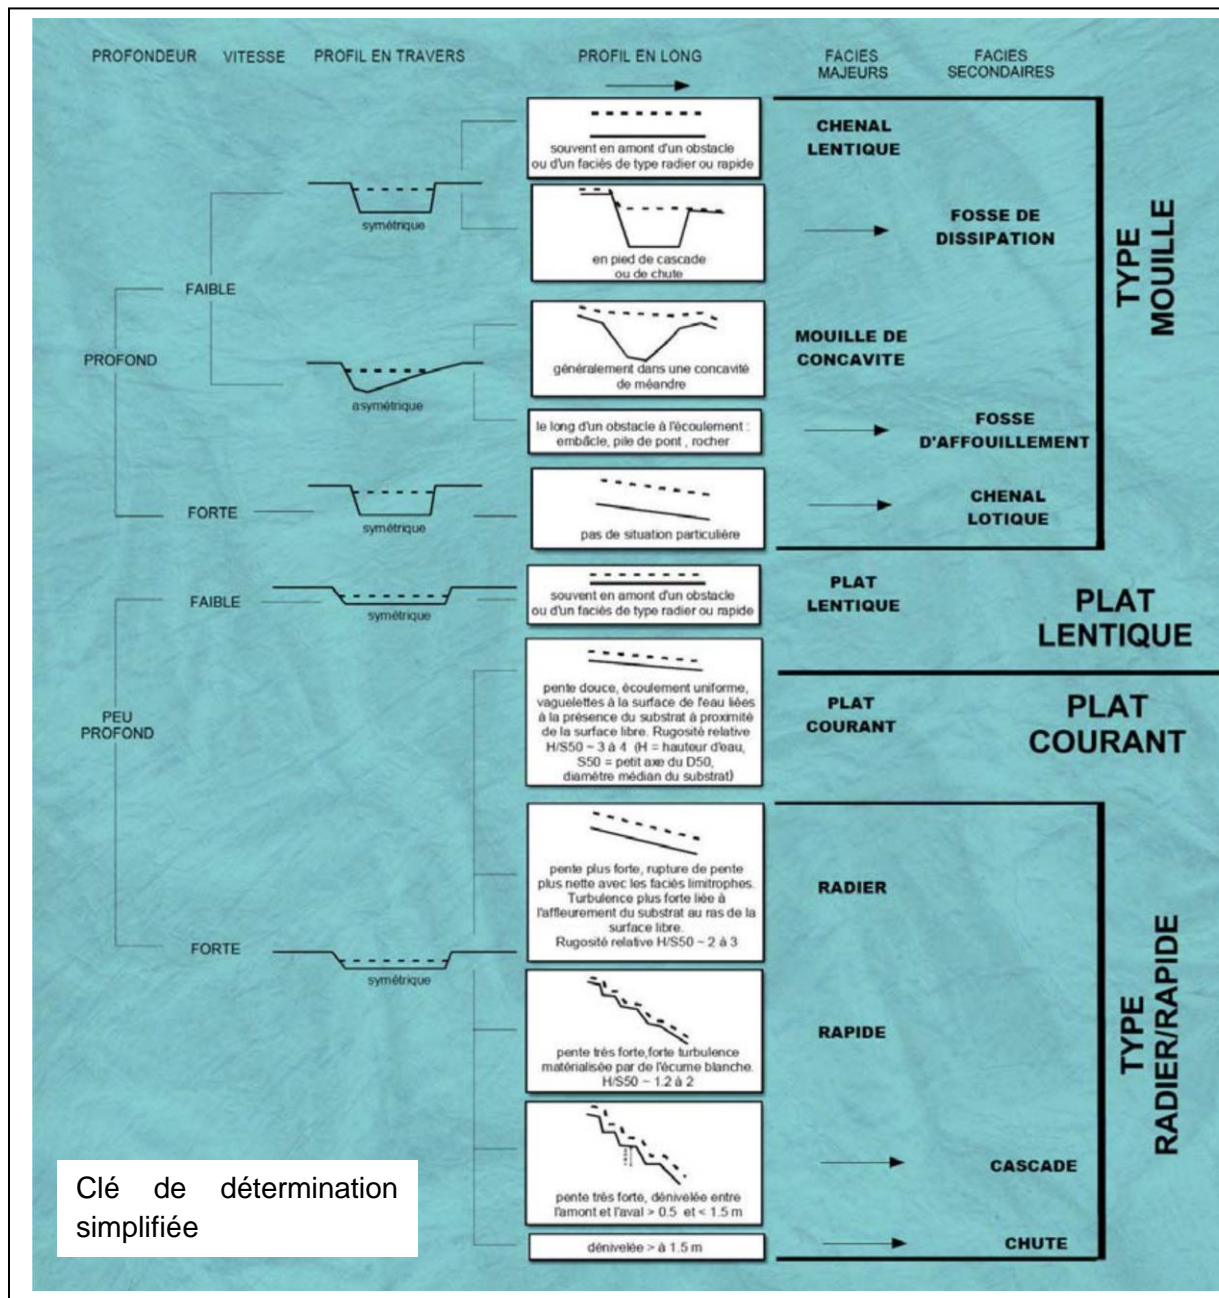 PROFONDEUR VITESSE PROFIL EN TRAVERS PROFIL EN LONG FACIES MAJEURS FACIES SECONDAIRES
souvent en amont d'un obstacle
ou d'un faciès de type radier ou rapide
CHENAL
LENTIQUE
symétrique
en pied de cascade
ou de chute
FOSSE DE
DISSIPATION
TYPE
MOUILLE
FAIBLE
PROFOND
généralement dans une concavité
de méandre
MOUILLE DE
CONCAVITE
asymétrique
le long d'un obstacle à l'écoulement :
embâcle, pile de pont , rocher
FOSSE
D'AFFOUILLEMENT
FORTE
symétrique
pas de situation particulière
CHENAL
LOTIQUE
FAIBLE
symétrique
souvent en amont d'un obstacle
ou d'un faciès de type radier ou rapide
PLAT
LENTIQUE
PLAT
LENTIQUE
PEU
PROFOND
pente douce, écoulement uniforme,
vaguelettes à la surface de l'eau liées
à la présence du substrat à proximité
de la surface libre. Rugosité relative
H/S50 ~ 3 à 4 (H = hauteur d'eau,
S50 = petit axe du D50,
diamètre médian du substrat)
PLAT
COURANT
PLAT
COURANT
pente plus forte, rupture de pente
plus nette avec les faciès limitrophes.
Turbulence plus forte liée à
l'affleurement du substrat au ras de la
surface libre.
Rugosité relative H/S50 ~ 2 à 3
RADIER
FORTE
symétrique
TYPE
RADIER/RAPIDE
pente très forte,forte turbulence
matérialisée par de l'écume blanche.
H/S50 ~ 1.2 à 2
RAPIDE
pente très forte, dénivelée entre
l'amont et l'aval > 0.5 et < 1.5 m
CASCADE
dénivelée > à 1.5 m
CHUTE
Clé de détermination
simplifiée